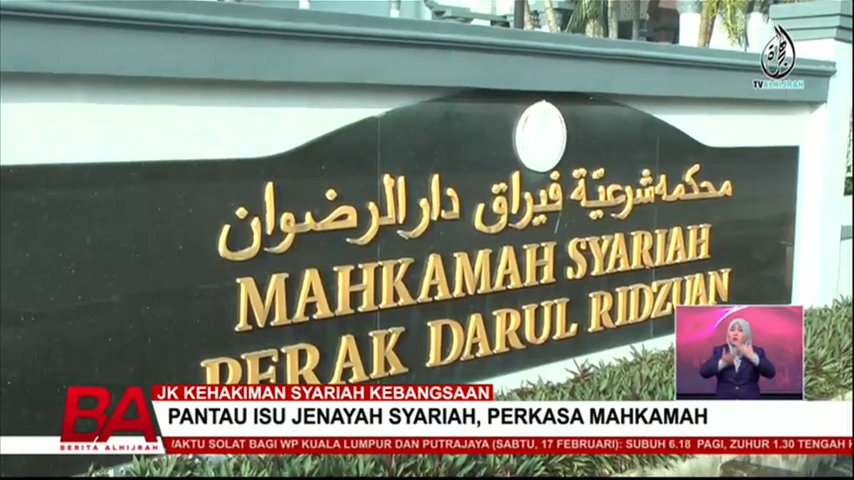 TV ALHIJRAH
محكمه شرعيّة فيراق دار الرضوان
MAHKAMAH SYARIAH
PERAK DARUL RIDZUAN
JK KEHAKIMAN SYARIAH KEBANGSAAN
BA
PANTAU ISU JENAYAH SYARIAH, PERKASA MAHKAMAH
BERITA ALHIJRAH
WAKTU SOLAT BAGI WP KUALA LUMPUR DAN PUTRAJAYA (SABTU, 17 FEBRUARI): SUBUH 6.18 PAGI, ZUHUR 1.30 TENGAH H